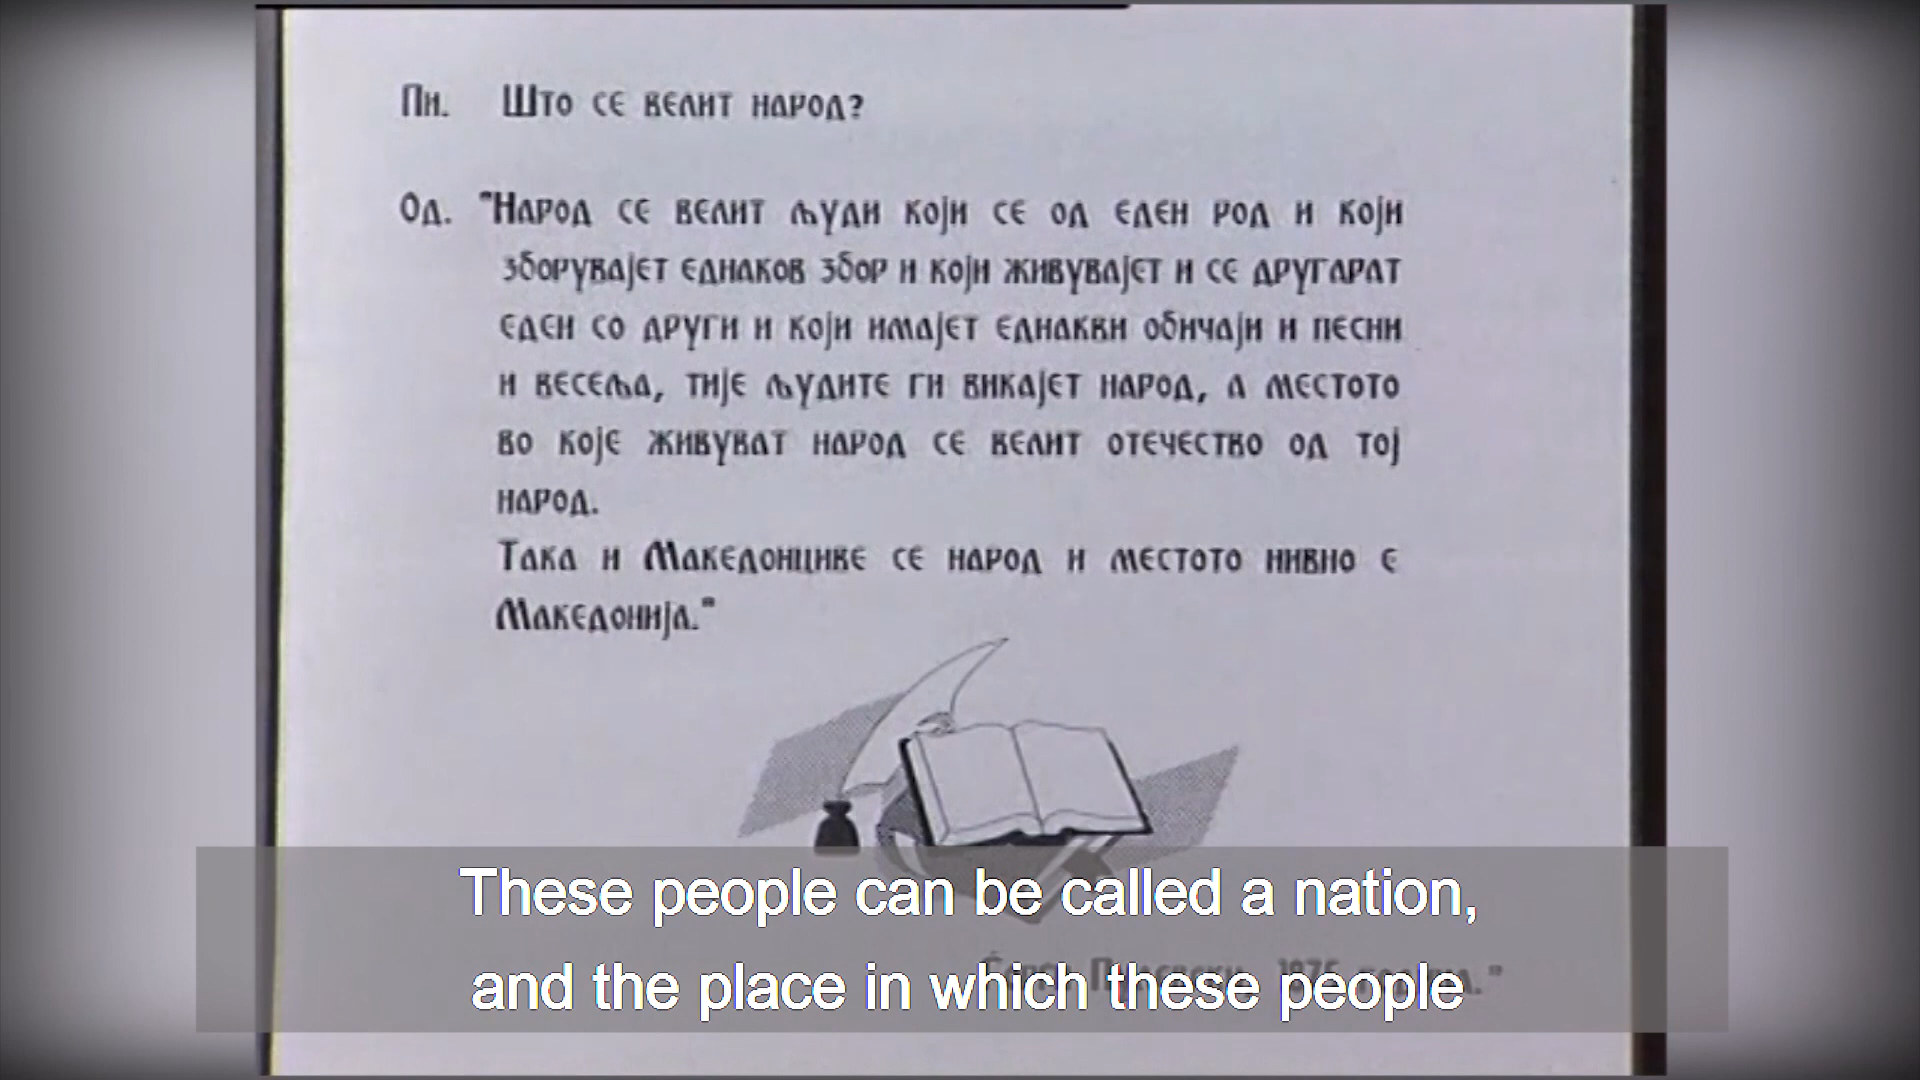 Пи. Што се велит народ?
Од. "Народ се велит људи који се од еден род и који
зборувајет еднаков збор и који живувајет и се другарат
еден со други и који имајет еднакви обичаји и песни
и весеља, тије људите ги викајет народ, а местото
во које живуват народ се велит отечество од тој
народ.
Така и Македонциве се народ и местото нивно е
Македонија."
These people can be called a nation,
and the place in which these people